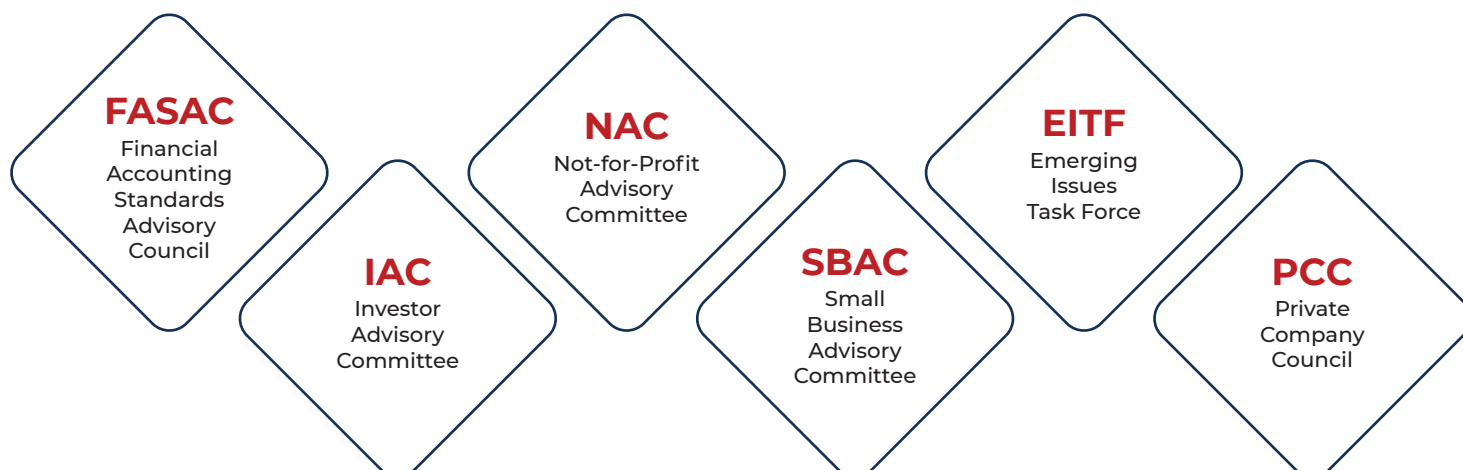 FASAC
Financial
Accounting
Standards
Advisory
Council
IAC
Investor
Advisory
Committee
NAC
Not-for-Profit
Advisory
Committee
SBAC
Small
Business
Advisory
Committee
EITF
Emerging
Issues
Task Force
PCC
Private
Company
Council